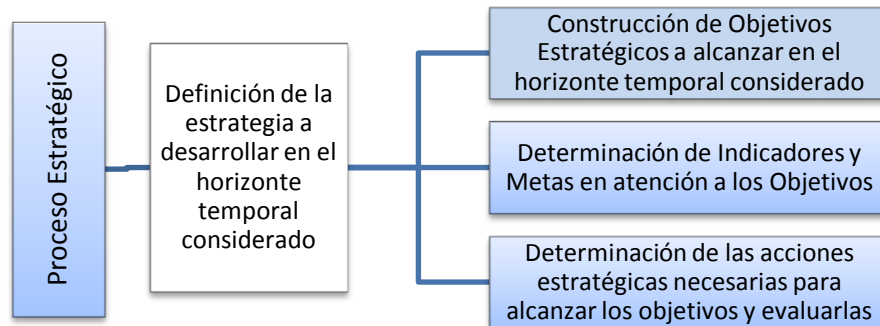 Proceso Estratégico
Definición de la
estrategia a
desarrollar en el
horizonte
temporal
considerado
Construcción de Objetivos
Estratégicos a alcanzar en el
horizonte temporal considerado
Determinación de Indicadores y
Metas en atención a los Objetivos
Determinación de las acciones
estratégicas necesarias para
alcanzar los objetivos y evaluarlas